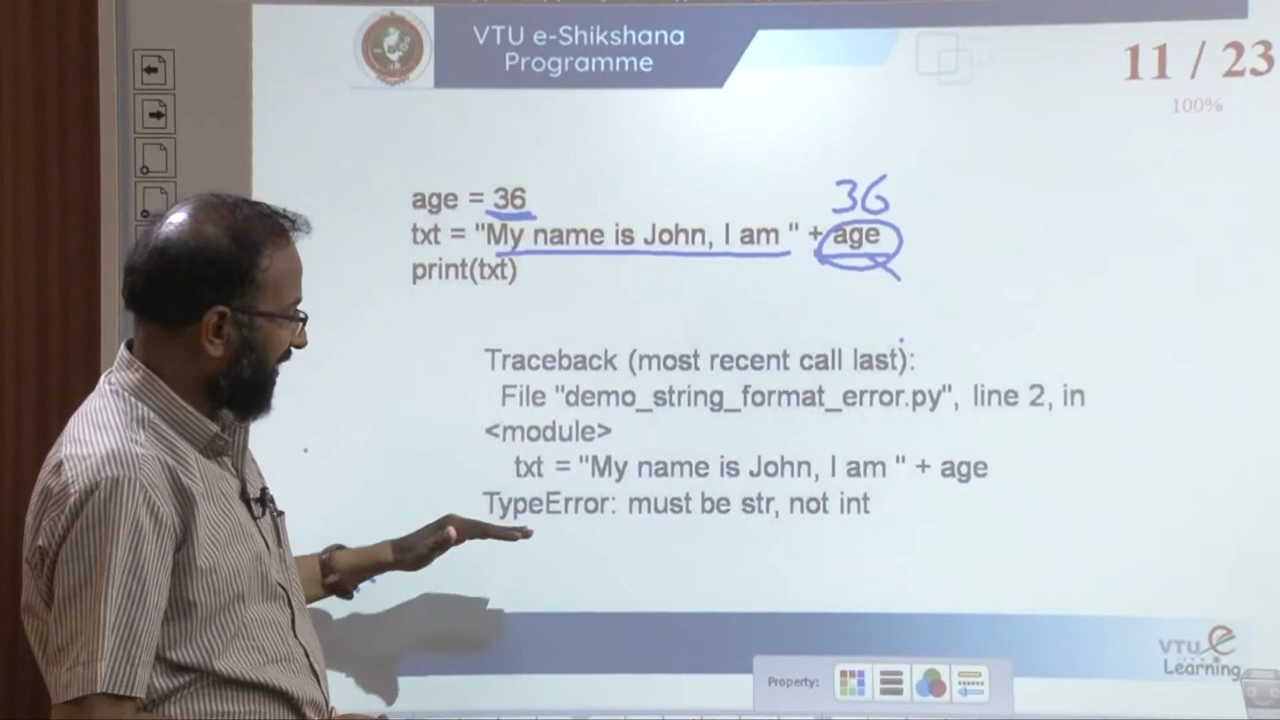 VTU e-Shikshana
Programme
11 / 23
100%
36
age = 36
txt = "My name is John, I am " + age
print(txt)
Traceback (most recent call last):
File "demo_string_format_error.py", line 2, in
<module>
txt = "My name is John, I am " + age
TypeError: must be str, not int
VTU e
Learning
Property: